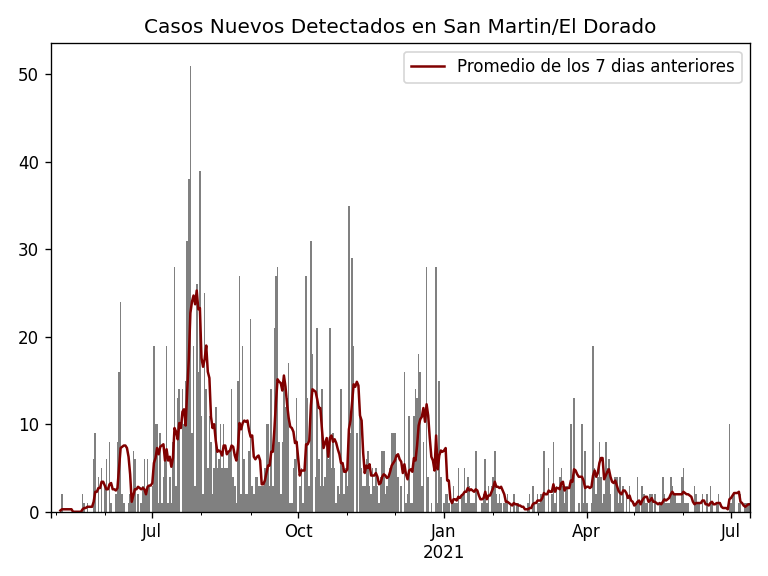 Casos Nuevos Detectados en San Martin/El Dorado
Promedio de los 7 dias anteriores
50
40
30
20
10
0
Jul
Oct
Jan
2021
Apr
Jul